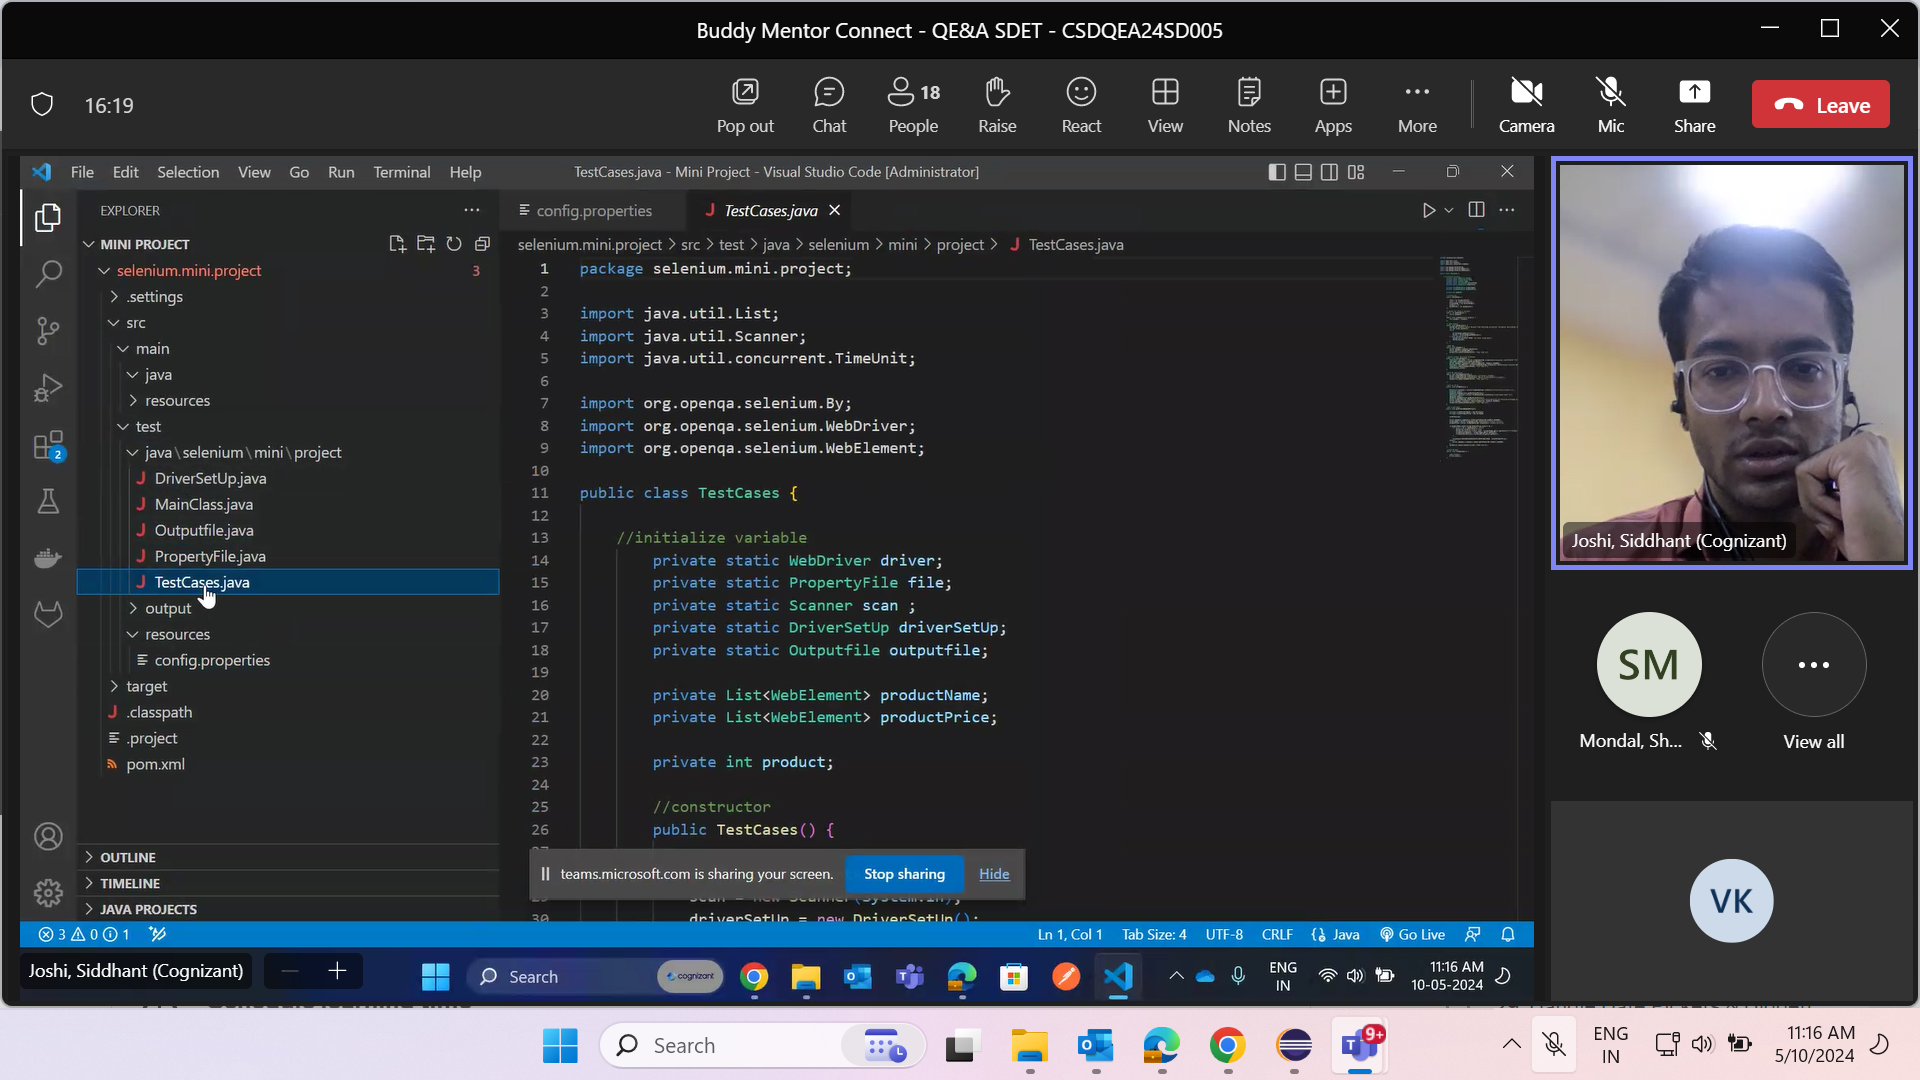 Buddy Mentor Connect - QE&A SDET - CSDQEA24SD005
16:19
Pop out
Chat
18
People
Raise
React
View
Notes
Apps
More
Camera
Mic
Share
Leave
File Edit Selection View Go Run Terminal Help
TestCases.java - Mini Project - Visual Studio Code [Administrator]
EXPLORER
MINI PROJECT
selenium.mini.project 3
.settings
src
main
java
resources
test
java\selenium\mini\project
DriverSetUp.java
MainClass.java
Outputfile.java
PropertyFile.java
TestCases.java
output
resources
config.properties
target
.classpath
.project
pom.xml
OUTLINE
TIMELINE
JAVA PROJECTS
2
config.properties
TestCases.java
selenium.mini.project > src > test > java > selenium > mini > project > TestCases.java
1 package selenium.mini.project;
2
3 import java.util.List;
4 import java.util.Scanner;
5 import java.util.concurrent.TimeUnit;
6
7 import org.openqa.selenium.By;
8 import org.openqa.selenium.WebDriver;
9 import org.openqa.selenium.WebElement;
10
11 public class TestCases {
12
13 //initialize variable
14 private static WebDriver driver;
15 private static PropertyFile file;
16 private static Scanner scan ;
17 private static DriverSetUp driverSetUp;
18 private static Outputfile outputfile;
19
20 private List<WebElement> productName;
21 private List<WebElement> productPrice;
22
23 private int product;
24
25 //constructor
26 public TestCases() {
teams.microsoft.com is sharing your screen.
Stop sharing
Hide
scan = new Scanner(System.in);
30 driverSetUp = new DriverSetUp();
3 0 1
Ln 1, Col 1 Tab Size: 4 UTF-8 CRLF Java Go Live
Joshi, Siddhant (Cognizant)
Search
cognizant
ENG
IN
11:16 AM
10-05-2024
Joshi, Siddhant (Cognizant)
SM
Mondal, Sh...
View all
VK
Search
9+
ENG
IN
11:16 AM
5/10/2024